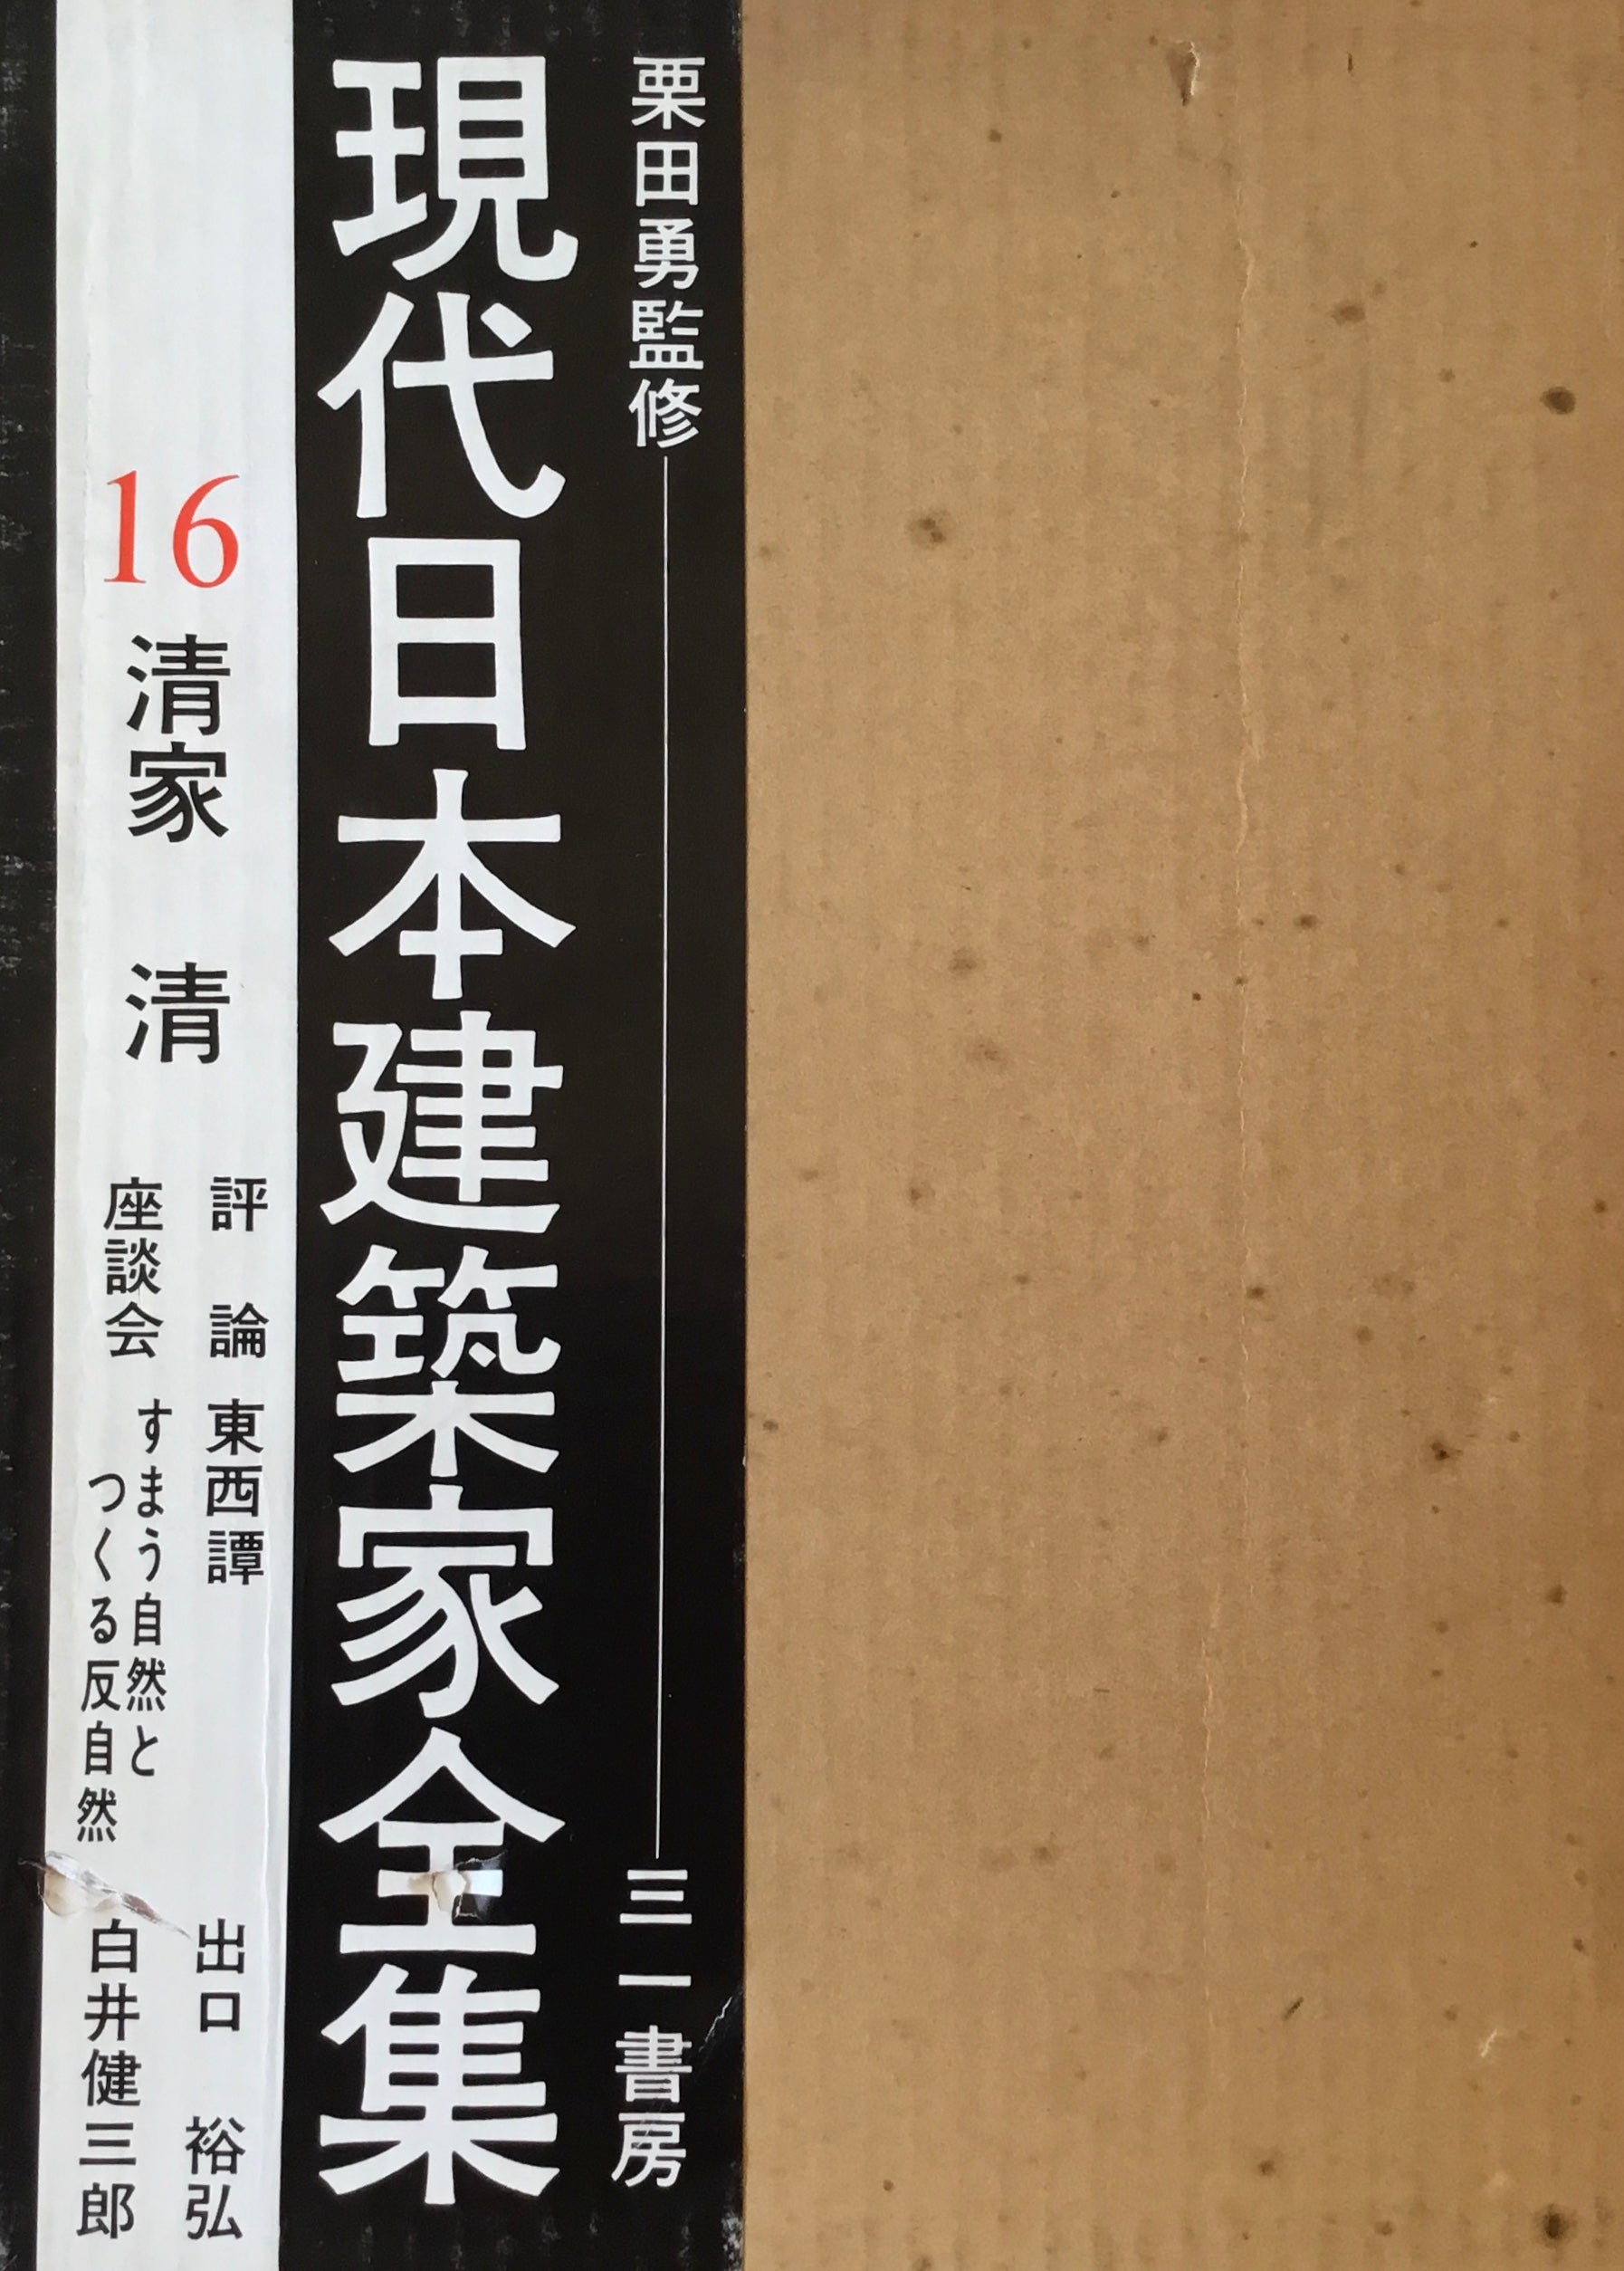 栗田勇監修
三一書房
現代日本建築家全集
16
清家 清
評論 東西譚 出口裕弘
座談会 すまう自然と
つくる反自然 白井健三郎